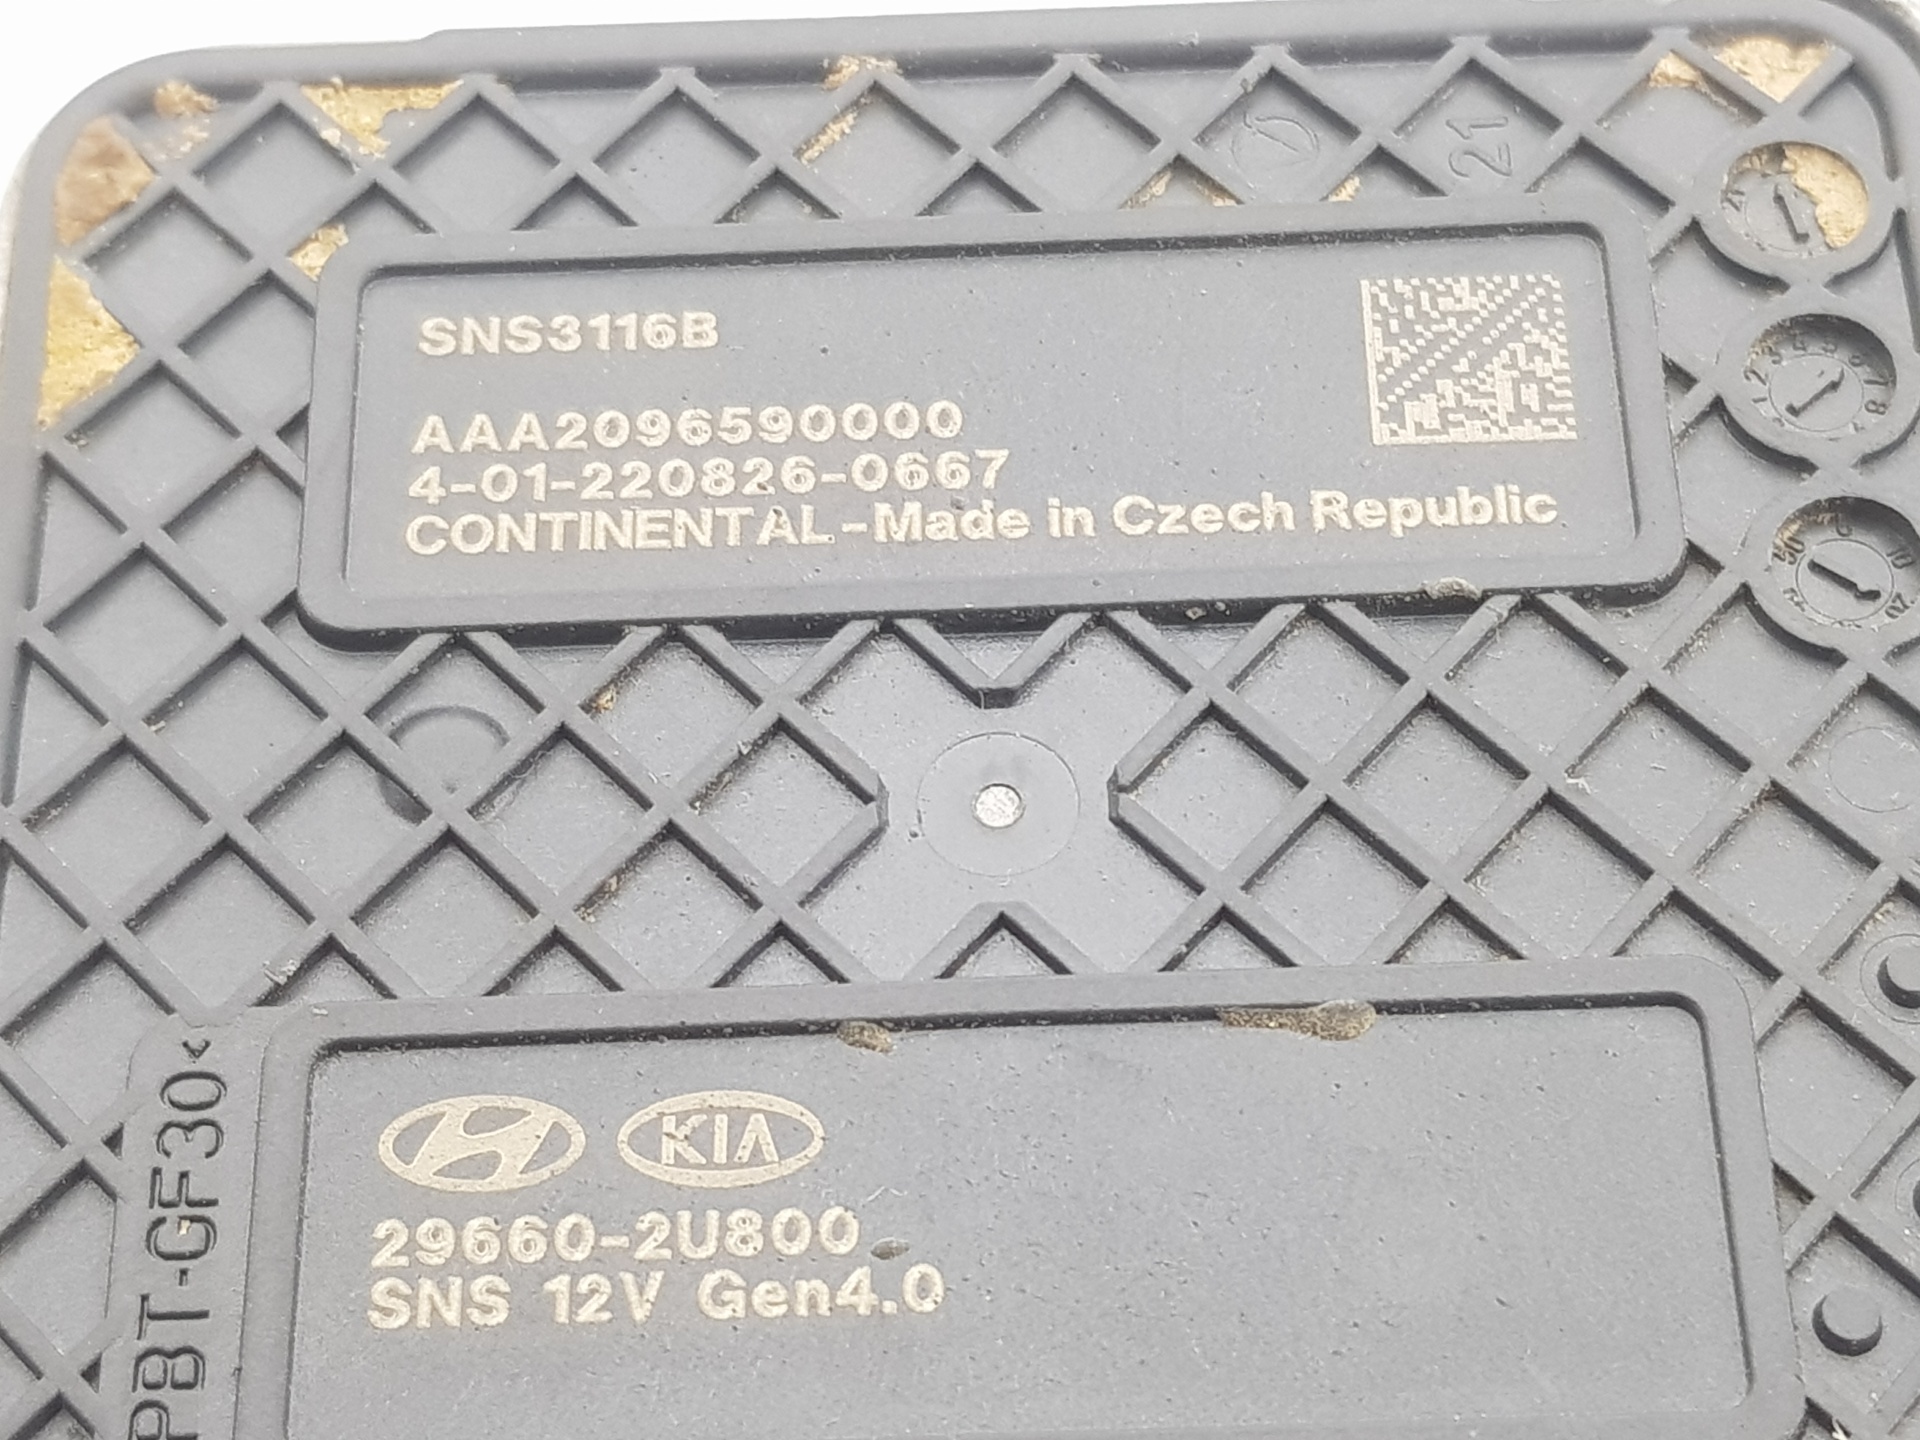 21
SNS3116B
AAA2096590000
4-01-220826-0667
CONTINENTAL-Made in Czech Republic
KIA
29660-2U800
SNS 12V Gen4.0
PBT-GF30<